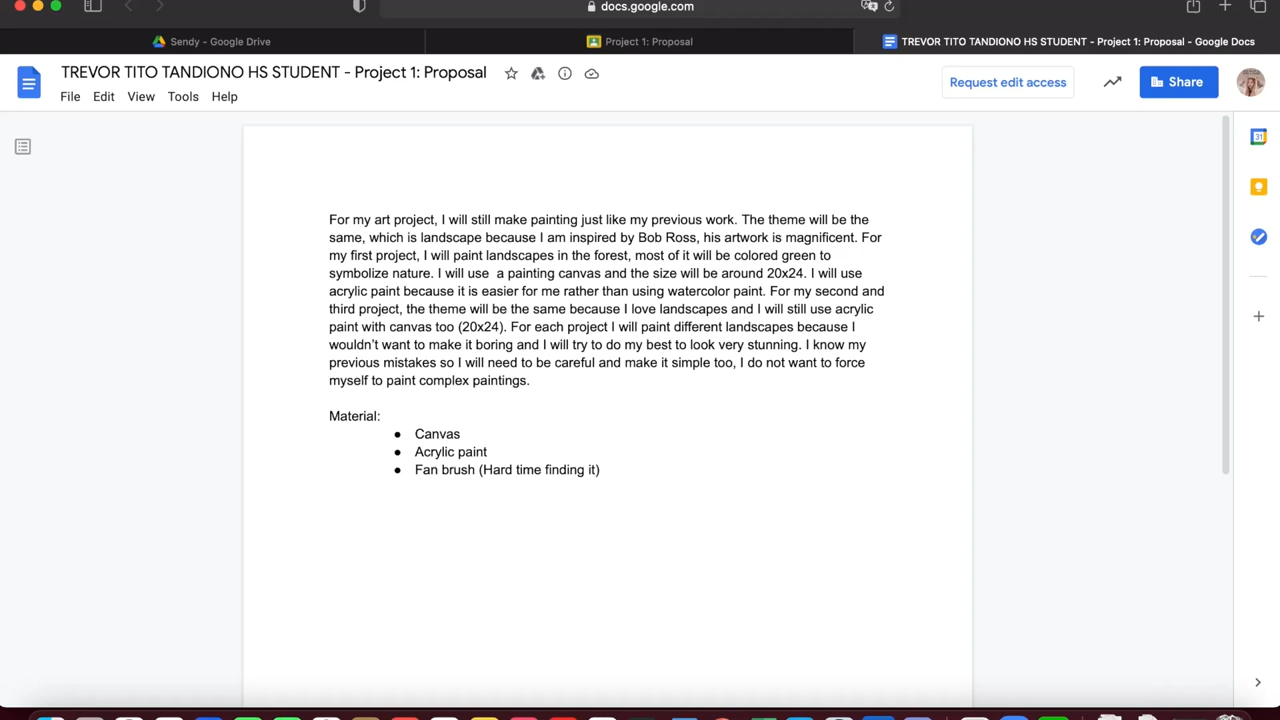 docs.google.com
Sendy - Google Drive
Project 1: Proposal
TREVOR TITO TANDIONO HS STUDENT - Project 1: Proposal - Google Docs
TREVOR TITO TANDIONO HS STUDENT - Project 1: Proposal
File Edit View Tools Help
Request edit access
Share
31
For my art project, I will still make painting just like my previous work. The theme will be the
same, which is landscape because I am inspired by Bob Ross, his artwork is magnificent. For
my first project, I will paint landscapes in the forest, most of it will be colored green to
symbolize nature. I will use  a painting canvas and the size will be around 20x24. I will use
acrylic paint because it is easier for me rather than using watercolor paint. For my second and
third project, the theme will be the same because I love landscapes and I will still use acrylic
paint with canvas too (20x24). For each project I will paint different landscapes because I
wouldn't want to make it boring and I will try to do my best to look very stunning. I know my
previous mistakes so I will need to be careful and make it simple too, I do not want to force
myself to paint complex paintings.
Material:
● Canvas
● Acrylic paint
● Fan brush (Hard time finding it)